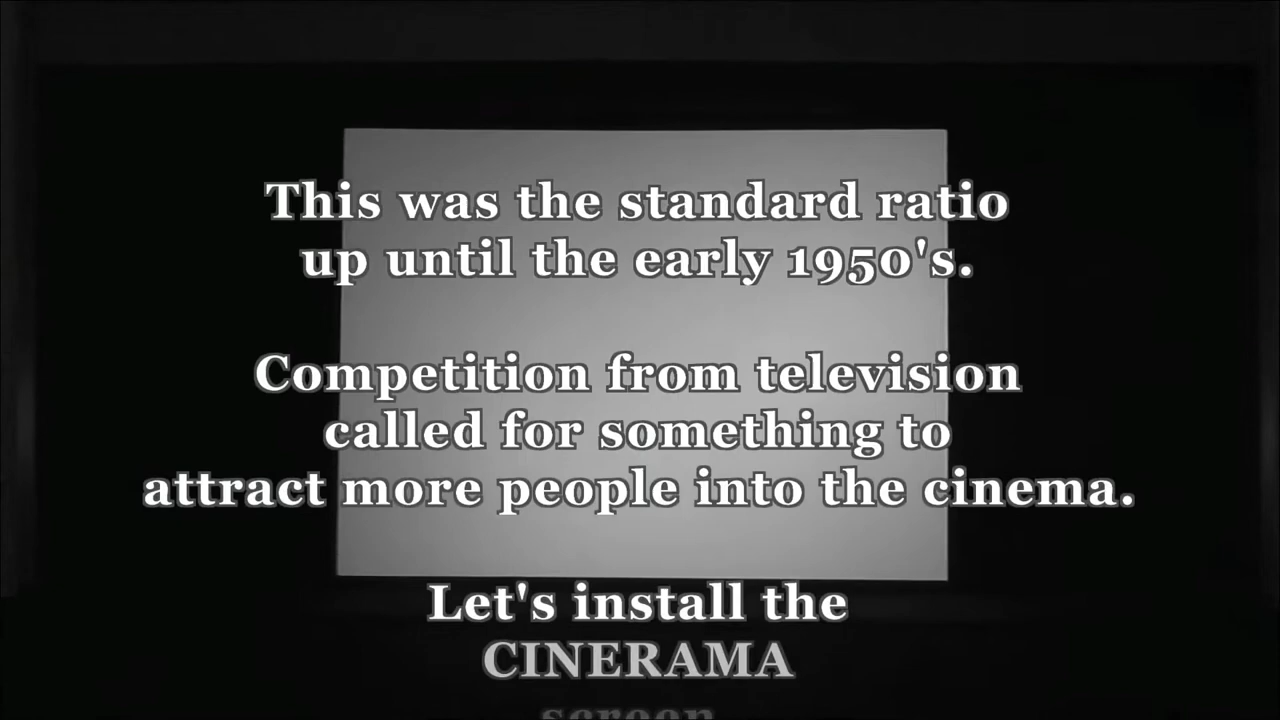 This was the standard ratio
up until the early 1950's.
Competition from television
called for something to
attract more people into the cinema.
Let's install the
CINERAMA
screen